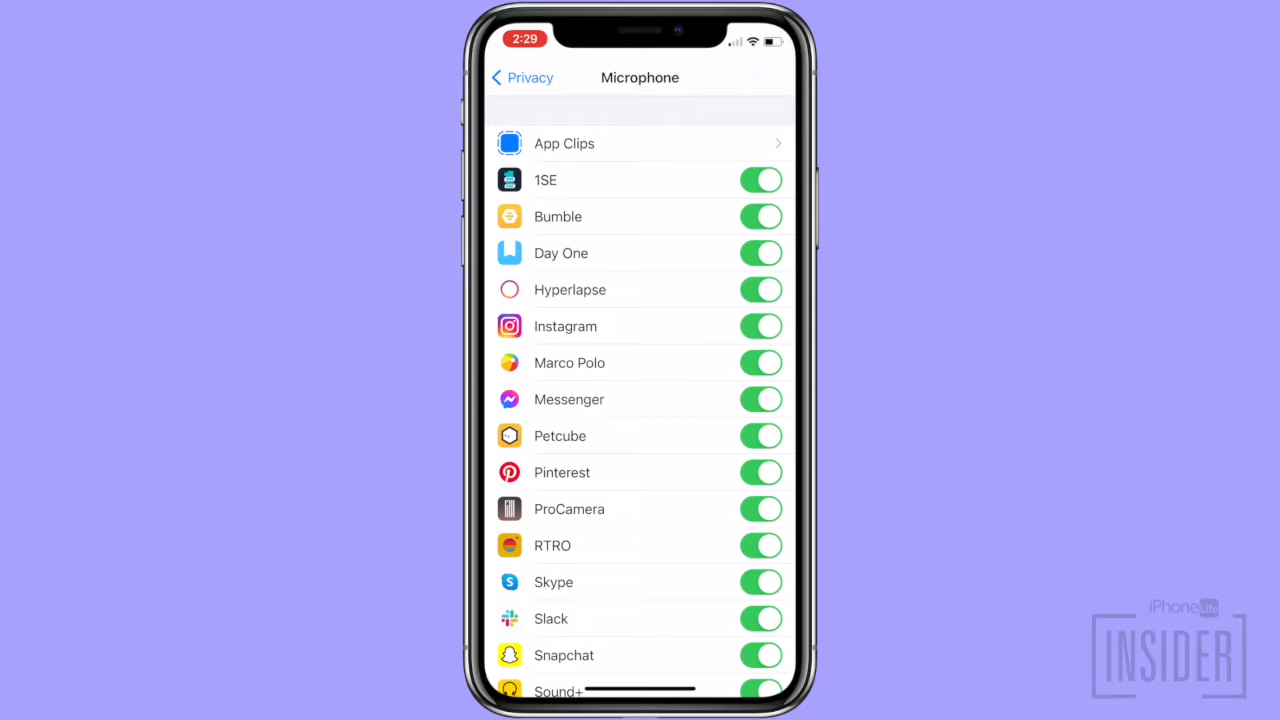 2:29
Privacy
Microphone
App Clips
1SE
Bumble
Day One
Hyperlapse
Instagram
Marco Polo
Messenger
Petcube
Pinterest
ProCamera
RTRO
Skype
Slack
Snapchat
Sound+
iPhone Life
INSIDER